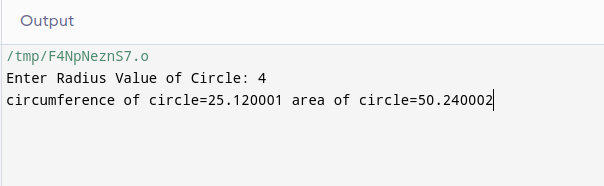 Output
/tmp/F4NpNeznS7.o
Enter Radius Value of Circle: 4
circumference of circle=25.120001 area of circle=50.240002